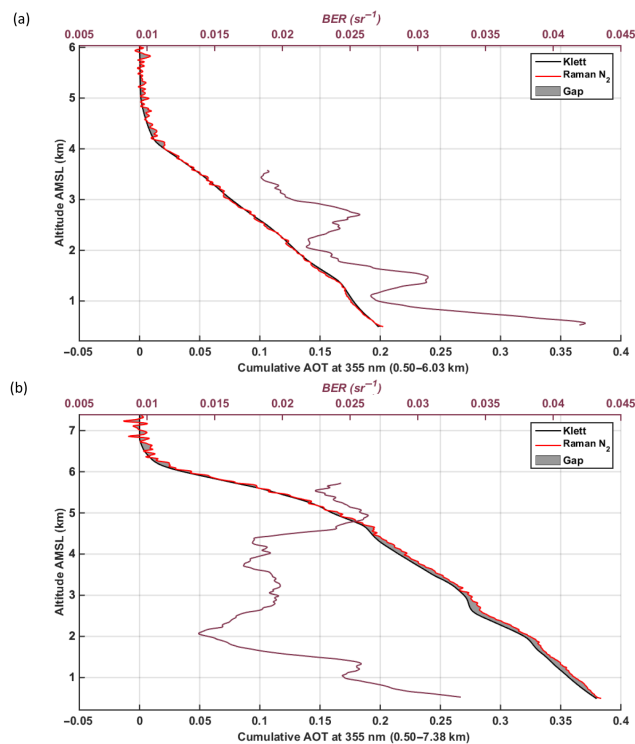 (a)
BER (sr⁻¹)
0.005 0.01 0.015 0.02 0.025 0.03 0.035 0.04 0.045
6
5
4
3
2
1
Altitude AMSL (km)
Klett
Raman N₂
Gap
−0.05 0 0.05 0.1 0.15 0.2 0.25 0.3 0.35 0.4
Cumulative AOT at 355 nm (0.50−6.03 km)
(b)
BER (sr⁻¹)
0.005 0.01 0.015 0.02 0.025 0.03 0.035 0.04 0.045
7
6
5
4
3
2
1
Altitude AMSL (km)
Klett
Raman N₂
Gap
−0.05 0 0.05 0.1 0.15 0.2 0.25 0.3 0.35 0.4
Cumulative AOT at 355 nm (0.50−7.38 km)